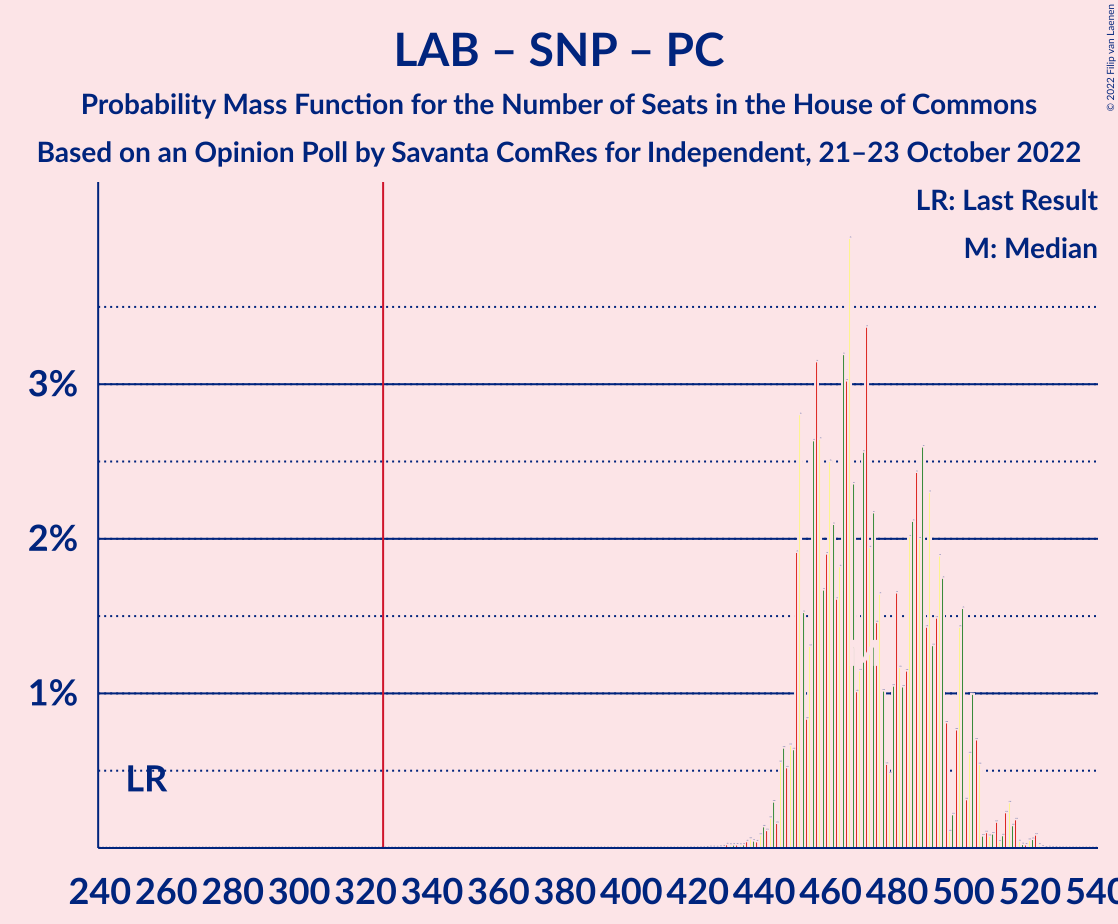 LAB – SNP – PC
Probability Mass Function for the Number of Seats in the House of Commons
Based on an Opinion Poll by Savanta ComRes for Independent, 21–23 October 2022
© 2022 Filip van Laenen
LR: Last Result
M: Median
3%
2%
1%
LR
240 260 280 300 320 340 360 380 400 420 440 460 480 500 520 540